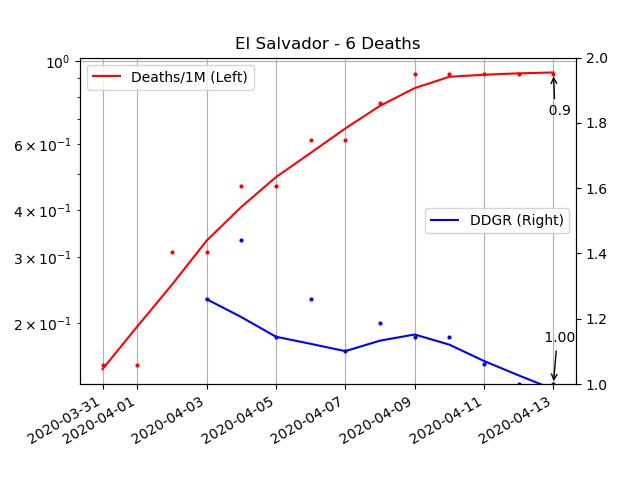 El Salvador - 6 Deaths
10⁰
6 × 10⁻¹
4 × 10⁻¹
3 × 10⁻¹
2 × 10⁻¹
Deaths/1M (Left)
DDGR (Right)
0.9
1.00
2.0
1.8
1.6
1.4
1.2
1.0
2020-03-31
2020-04-01
2020-04-03
2020-04-05
2020-04-07
2020-04-09
2020-04-11
2020-04-13